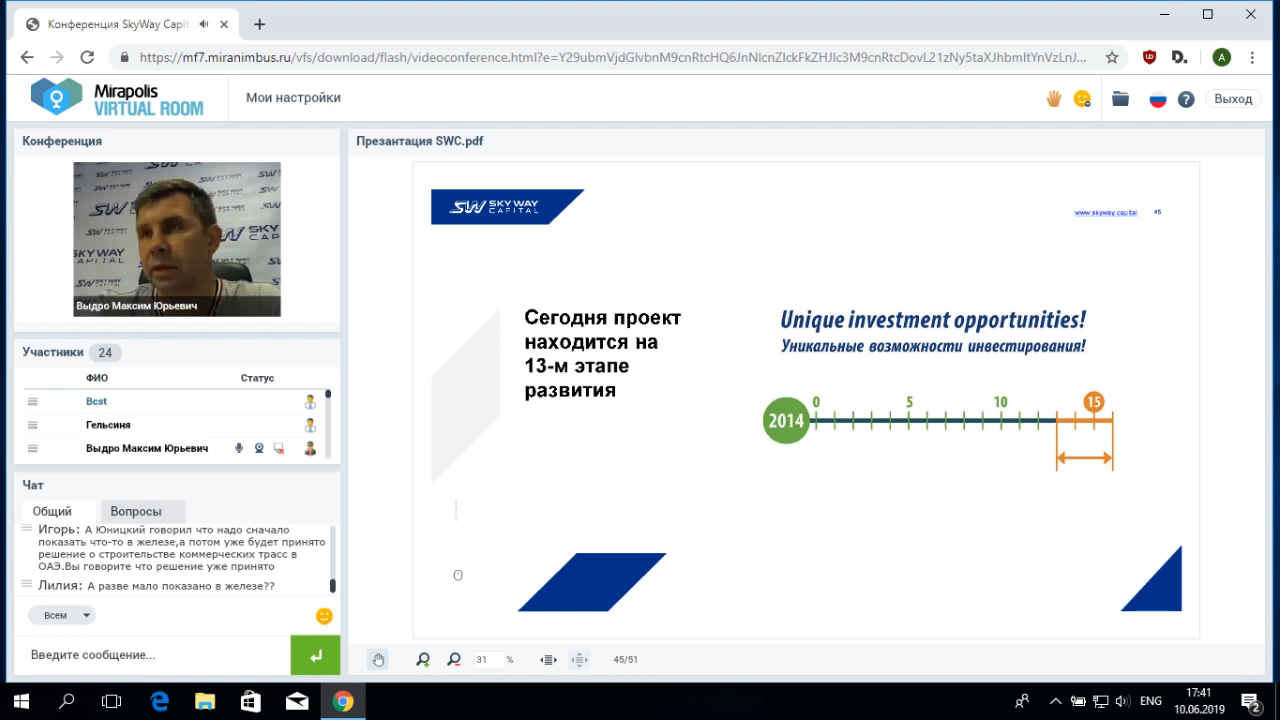 Конференция SkyWay Capit
https://mf7.miranimbus.ru/vfs/download/flash/videoconference.html?e=Y29ubmVjdGlvbnM9cnRtcHQ6JnNlcnZlckFkZHJlc3M9cnRtcDovL21zNy5taXJhbmltYnVzLnJ...
A
Mirapolis
VIRTUAL ROOM
Мои настройки
Выход
Конференция
Презантация SWC.pdf
SW SKY WAY
CAPITAL
www.skyway.capital 45
Выдро Максим Юрьевич
Сегодня проект
находится на
13-м этапе
развития
Unique investment opportunities!
Уникальные возможности инвестирования!
2014 0 5 10 15
Участники 24
ФИО Статус
Bcst
Гельсиня
Выдро Максим Юрьевич
Чат
Общий Вопросы
Игорь: А Юницкий говорил что надо сначало
показать что-то в железе,а потом уже будет принято
решение о строительстве коммерческих трасс в
ОАЭ.Вы говорите что решение уже принято
Лилия: А разве мало показано в железе??
Всем
Введите сообщение...
31 %
45/51
ENG
17:41
10.06.2019
2